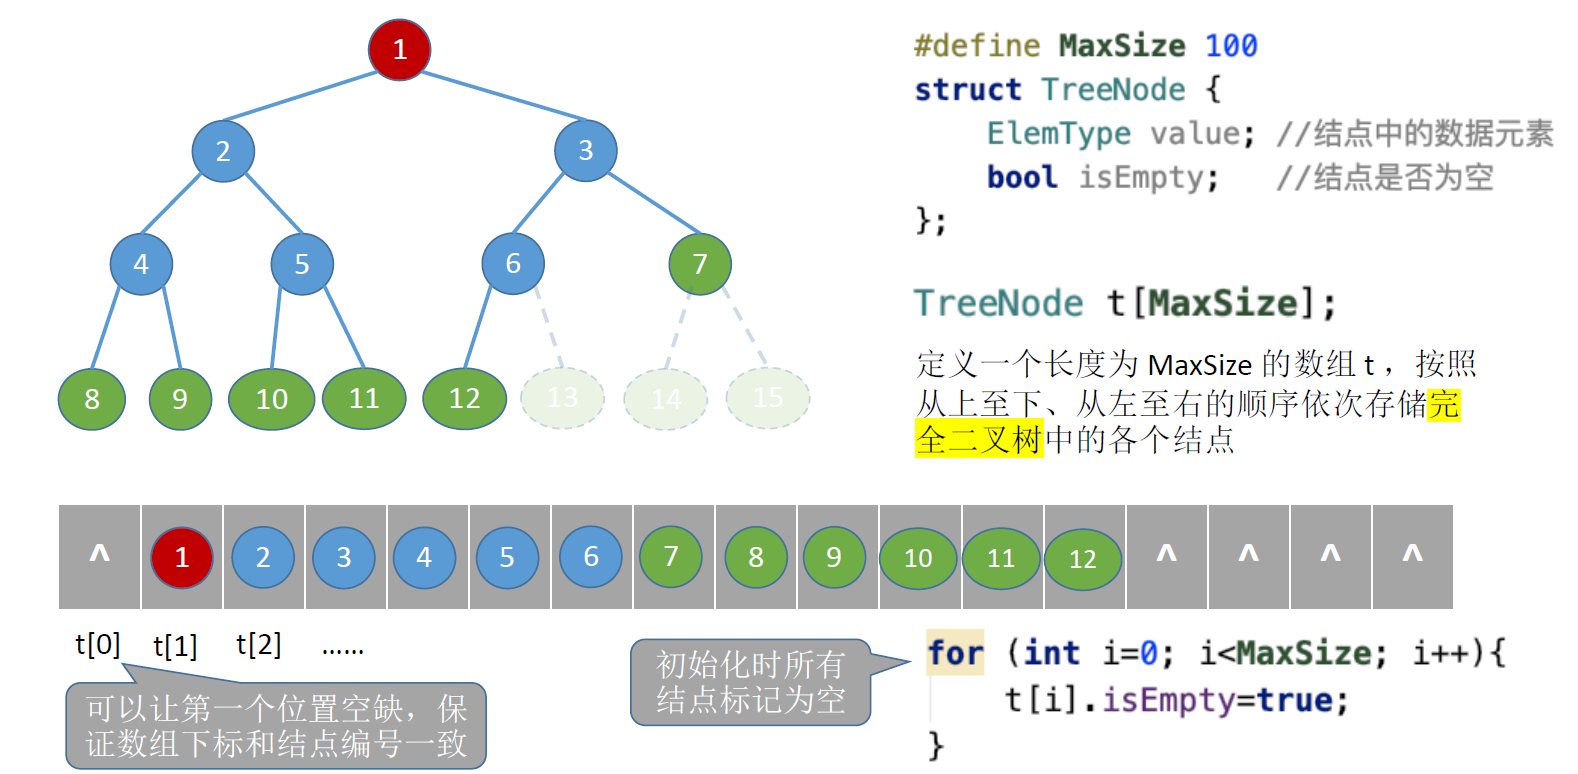 1
2
3
4
5
6
7
8
9
10
11
12
13
14
15
#define MaxSize 100
struct TreeNode {
ElemType value; //结点中的数据元素
bool isEmpty; //结点是否为空
};
TreeNode t[MaxSize];
定义一个长度为 MaxSize 的数组 t ，按照
从上至下、从左至右的顺序依次存储完
全二叉树中的各个结点
^ 1 2 3 4 5 6 7 8 9 10 11 12 ^ ^ ^ ^
t[0] t[1] t[2] ……
可以让第一个位置空缺，保
证数组下标和结点编号一致
初始化时所有
结点标记为空
for (int i=0; i<MaxSize; i++){
t[i].isEmpty=true;
}